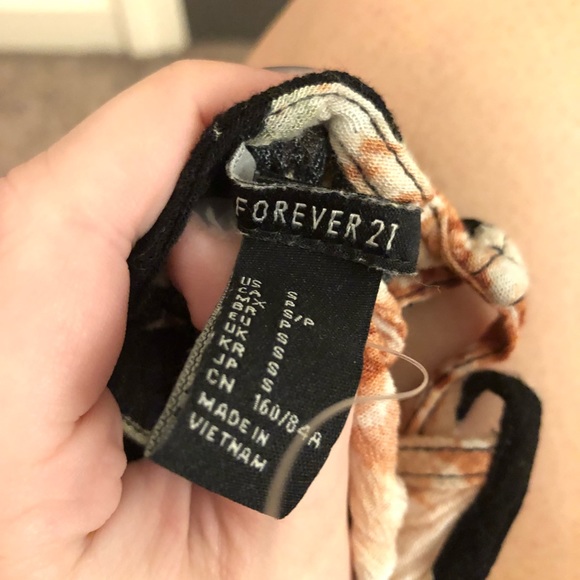 FOREVER 21
US S
CA/MX P/P
BR P
EU S
UK S
KR S
JP S
CN 160/84A
MADE IN
VIETNAM